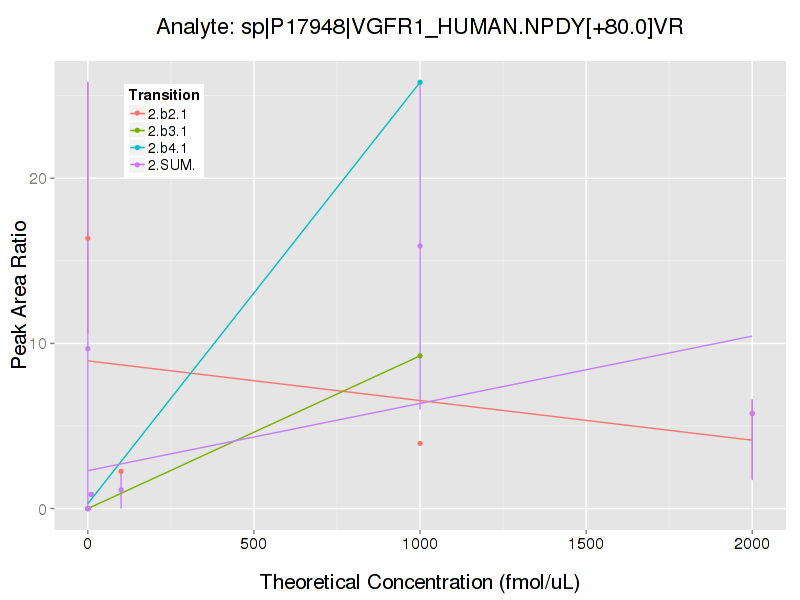 Analyte: sp|P17948|VGFR1_HUMAN.NPDY[+80.0]VR
Transition
2.b2.1
2.b3.1
2.b4.1
2.SUM.
Peak Area Ratio
20
10
0
0 500 1000 1500 2000
Theoretical Concentration (fmol/uL)